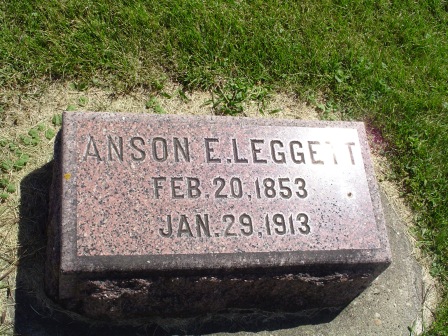 ANSON E. LEGGETT
FEB. 20. 1853
JAN. 29. 1913